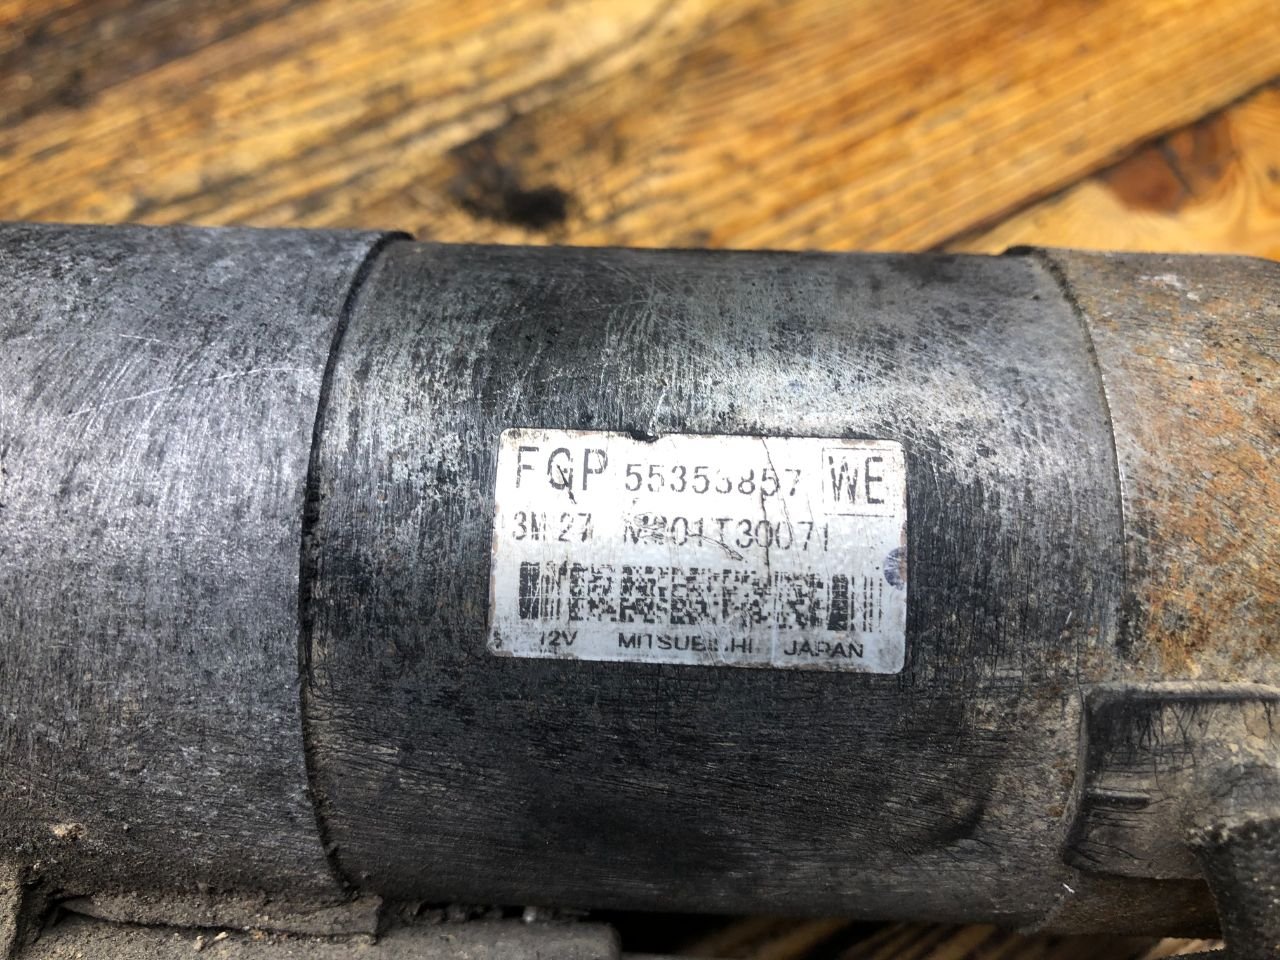 FGP 55353857 WE
3M27 M001T30071
12V MITSUBISHI JAPAN